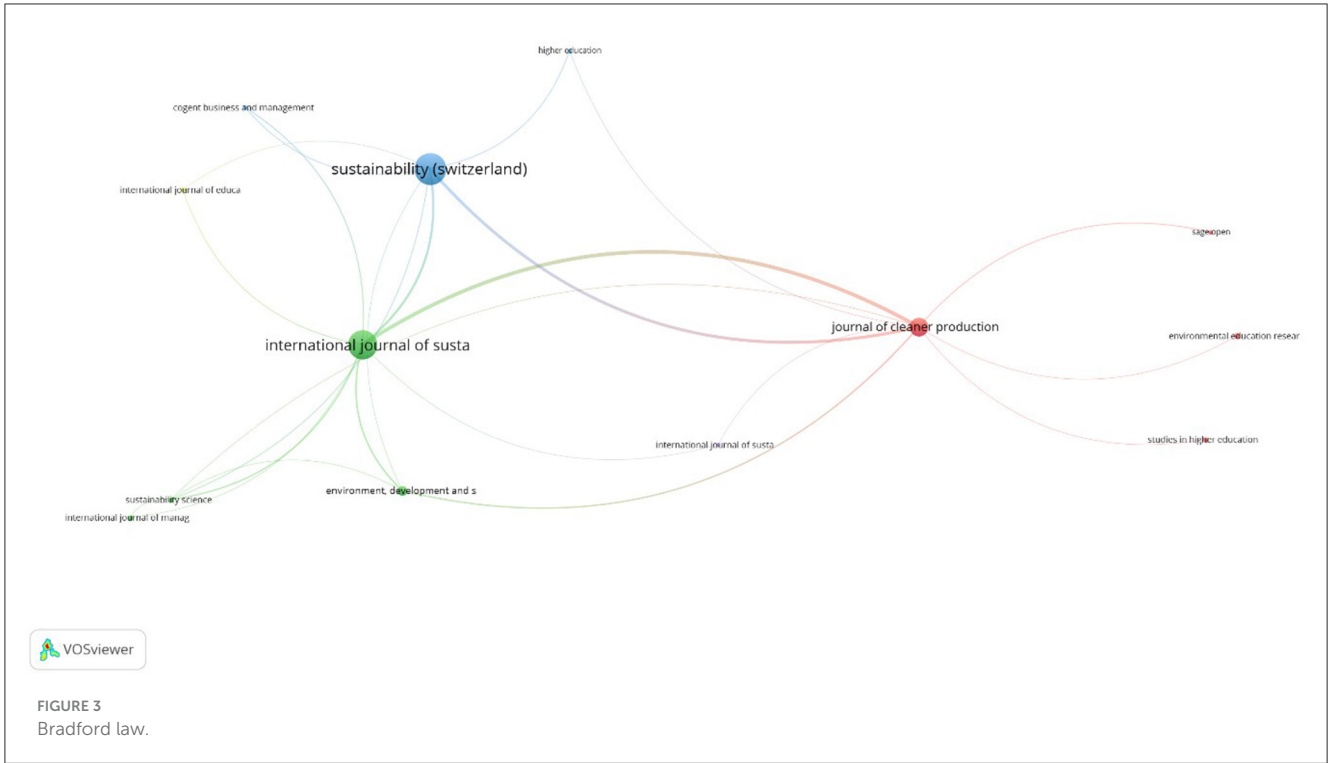 higher education
cogent business and management
sustainability (switzerland)
international journal of educa
sage open
journal of cleaner production
environmental education resear
international journal of susta
studies in higher education
international journal of susta
environment, development and s
sustainability science
international journal of manag
VOSviewer
FIGURE 3
Bradford law.